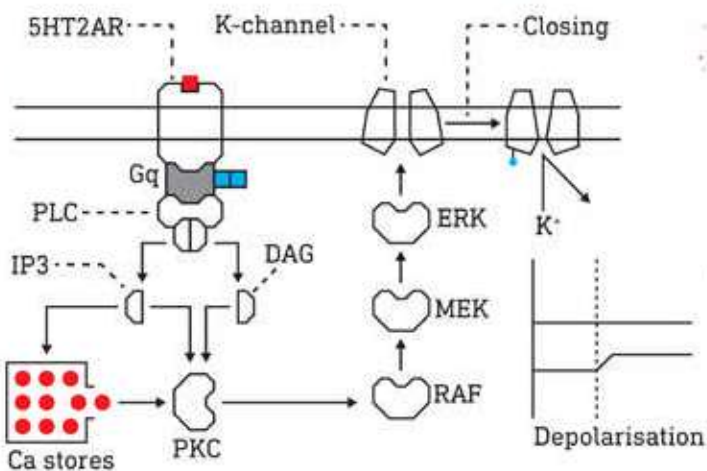 5HT2AR
K-channel
Closing
Gq
PLC
IP3
DAG
ERK
K⁺
MEK
RAF
PKC
Ca stores
Depolarisation